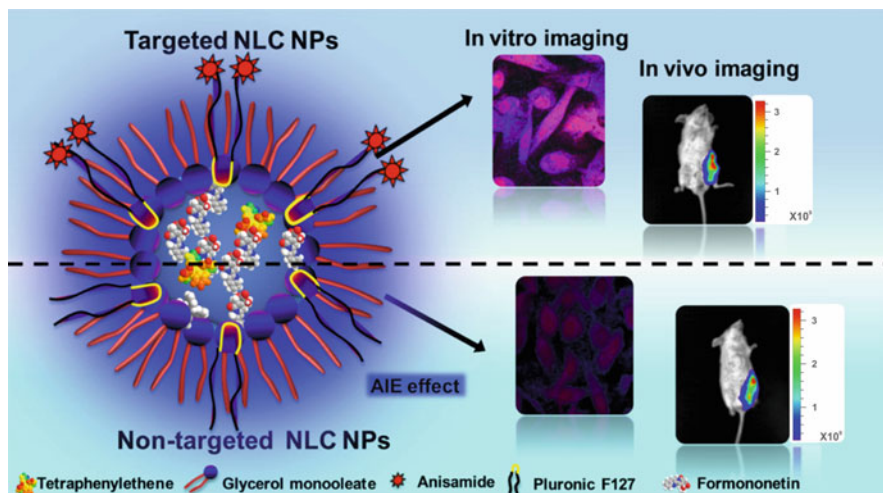 Targeted NLC NPs
In vitro imaging
In vivo imaging
3
2
1
X10⁹
AIE effect
3
2
1
X10⁹
Non-targeted NLC NPs
Tetraphenylethene Glycerol monooleate Anisamide Pluronic F127 Formononetin